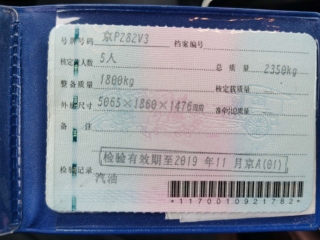 号牌号码 京P282V3 档案编号
核定载人数 5人 总质量 2350kg
整备质量 1800kg 核定载质量
外廓尺寸 5065×1860×1476mm 准牵引总质量
备注
检验有效期至2019年11月京A(01)
检验记录
汽油
*1170010921782*